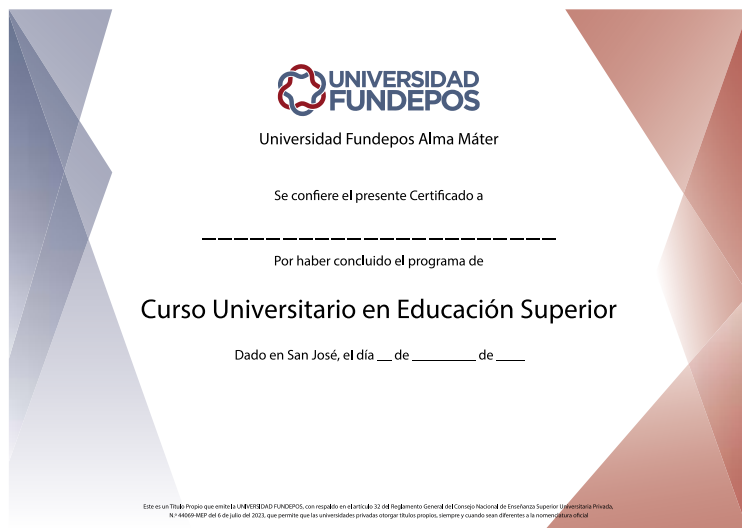 UNIVERSIDAD
FUNDEPOS
Universidad Fundepos Alma Máter
Se confiere el presente Certificado a
Por haber concluido el programa de
Curso Universitario en Educación Superior
Dado en San José, el día __ de ________ de ____
Este es un Título Propio que emite la UNIVERSIDAD FUNDEPOS, con respaldo en el artículo 32 del Reglamento General del Consejo Nacional de Enseñanza Superior Universitaria Privada,
N.º 44069-MEP del 6 de julio del 2023, que permite que las universidades privadas otorgar títulos propios, siempre y cuando sean diferentes a la nomenclatura oficial